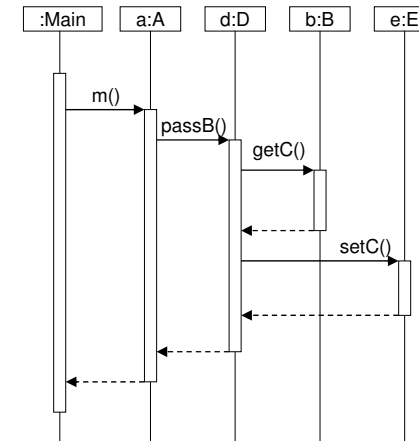 :Main
a:A
d:D
b:B
e:E
m()
passB()
getC()
setC()